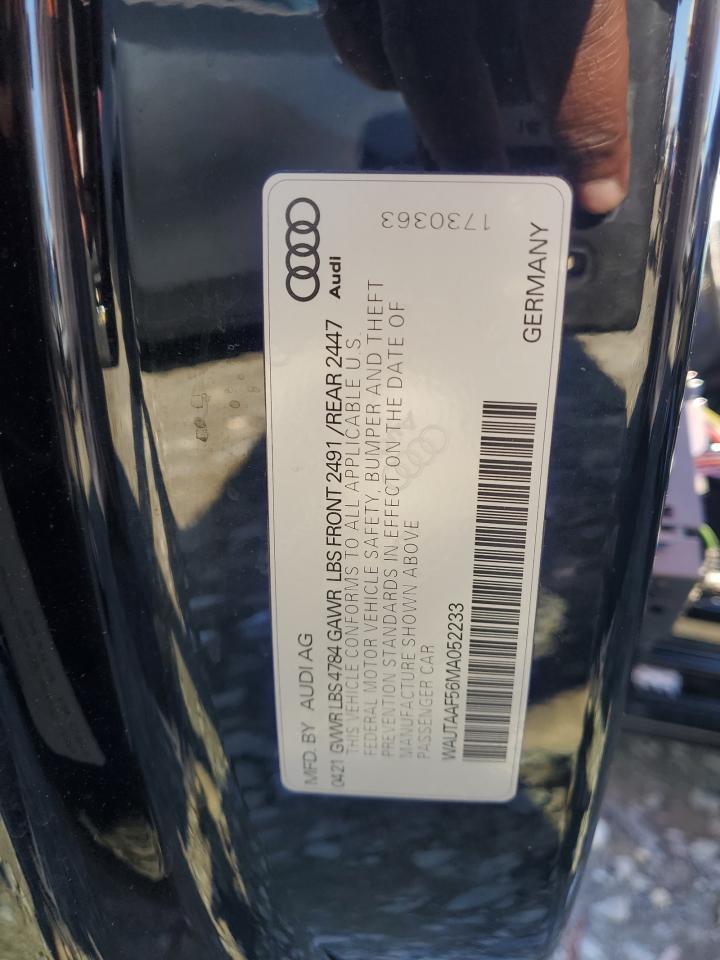 Audi
1730363
MFD. BY AUDI AG
0421 GVWR LBS 4784 GAWR LBS FRONT 2491 /REAR 2447
THIS VEHICLE CONFORMS TO ALL APPLICABLE U.S.
FEDERAL MOTOR VEHICLE SAFETY, BUMPER AND THEFT
PREVENTION STANDARDS IN EFFECT ON THE DATE OF
MANUFACTURE SHOWN ABOVE
PASSENGER CAR
WAUTAAF56MA052233
GERMANY